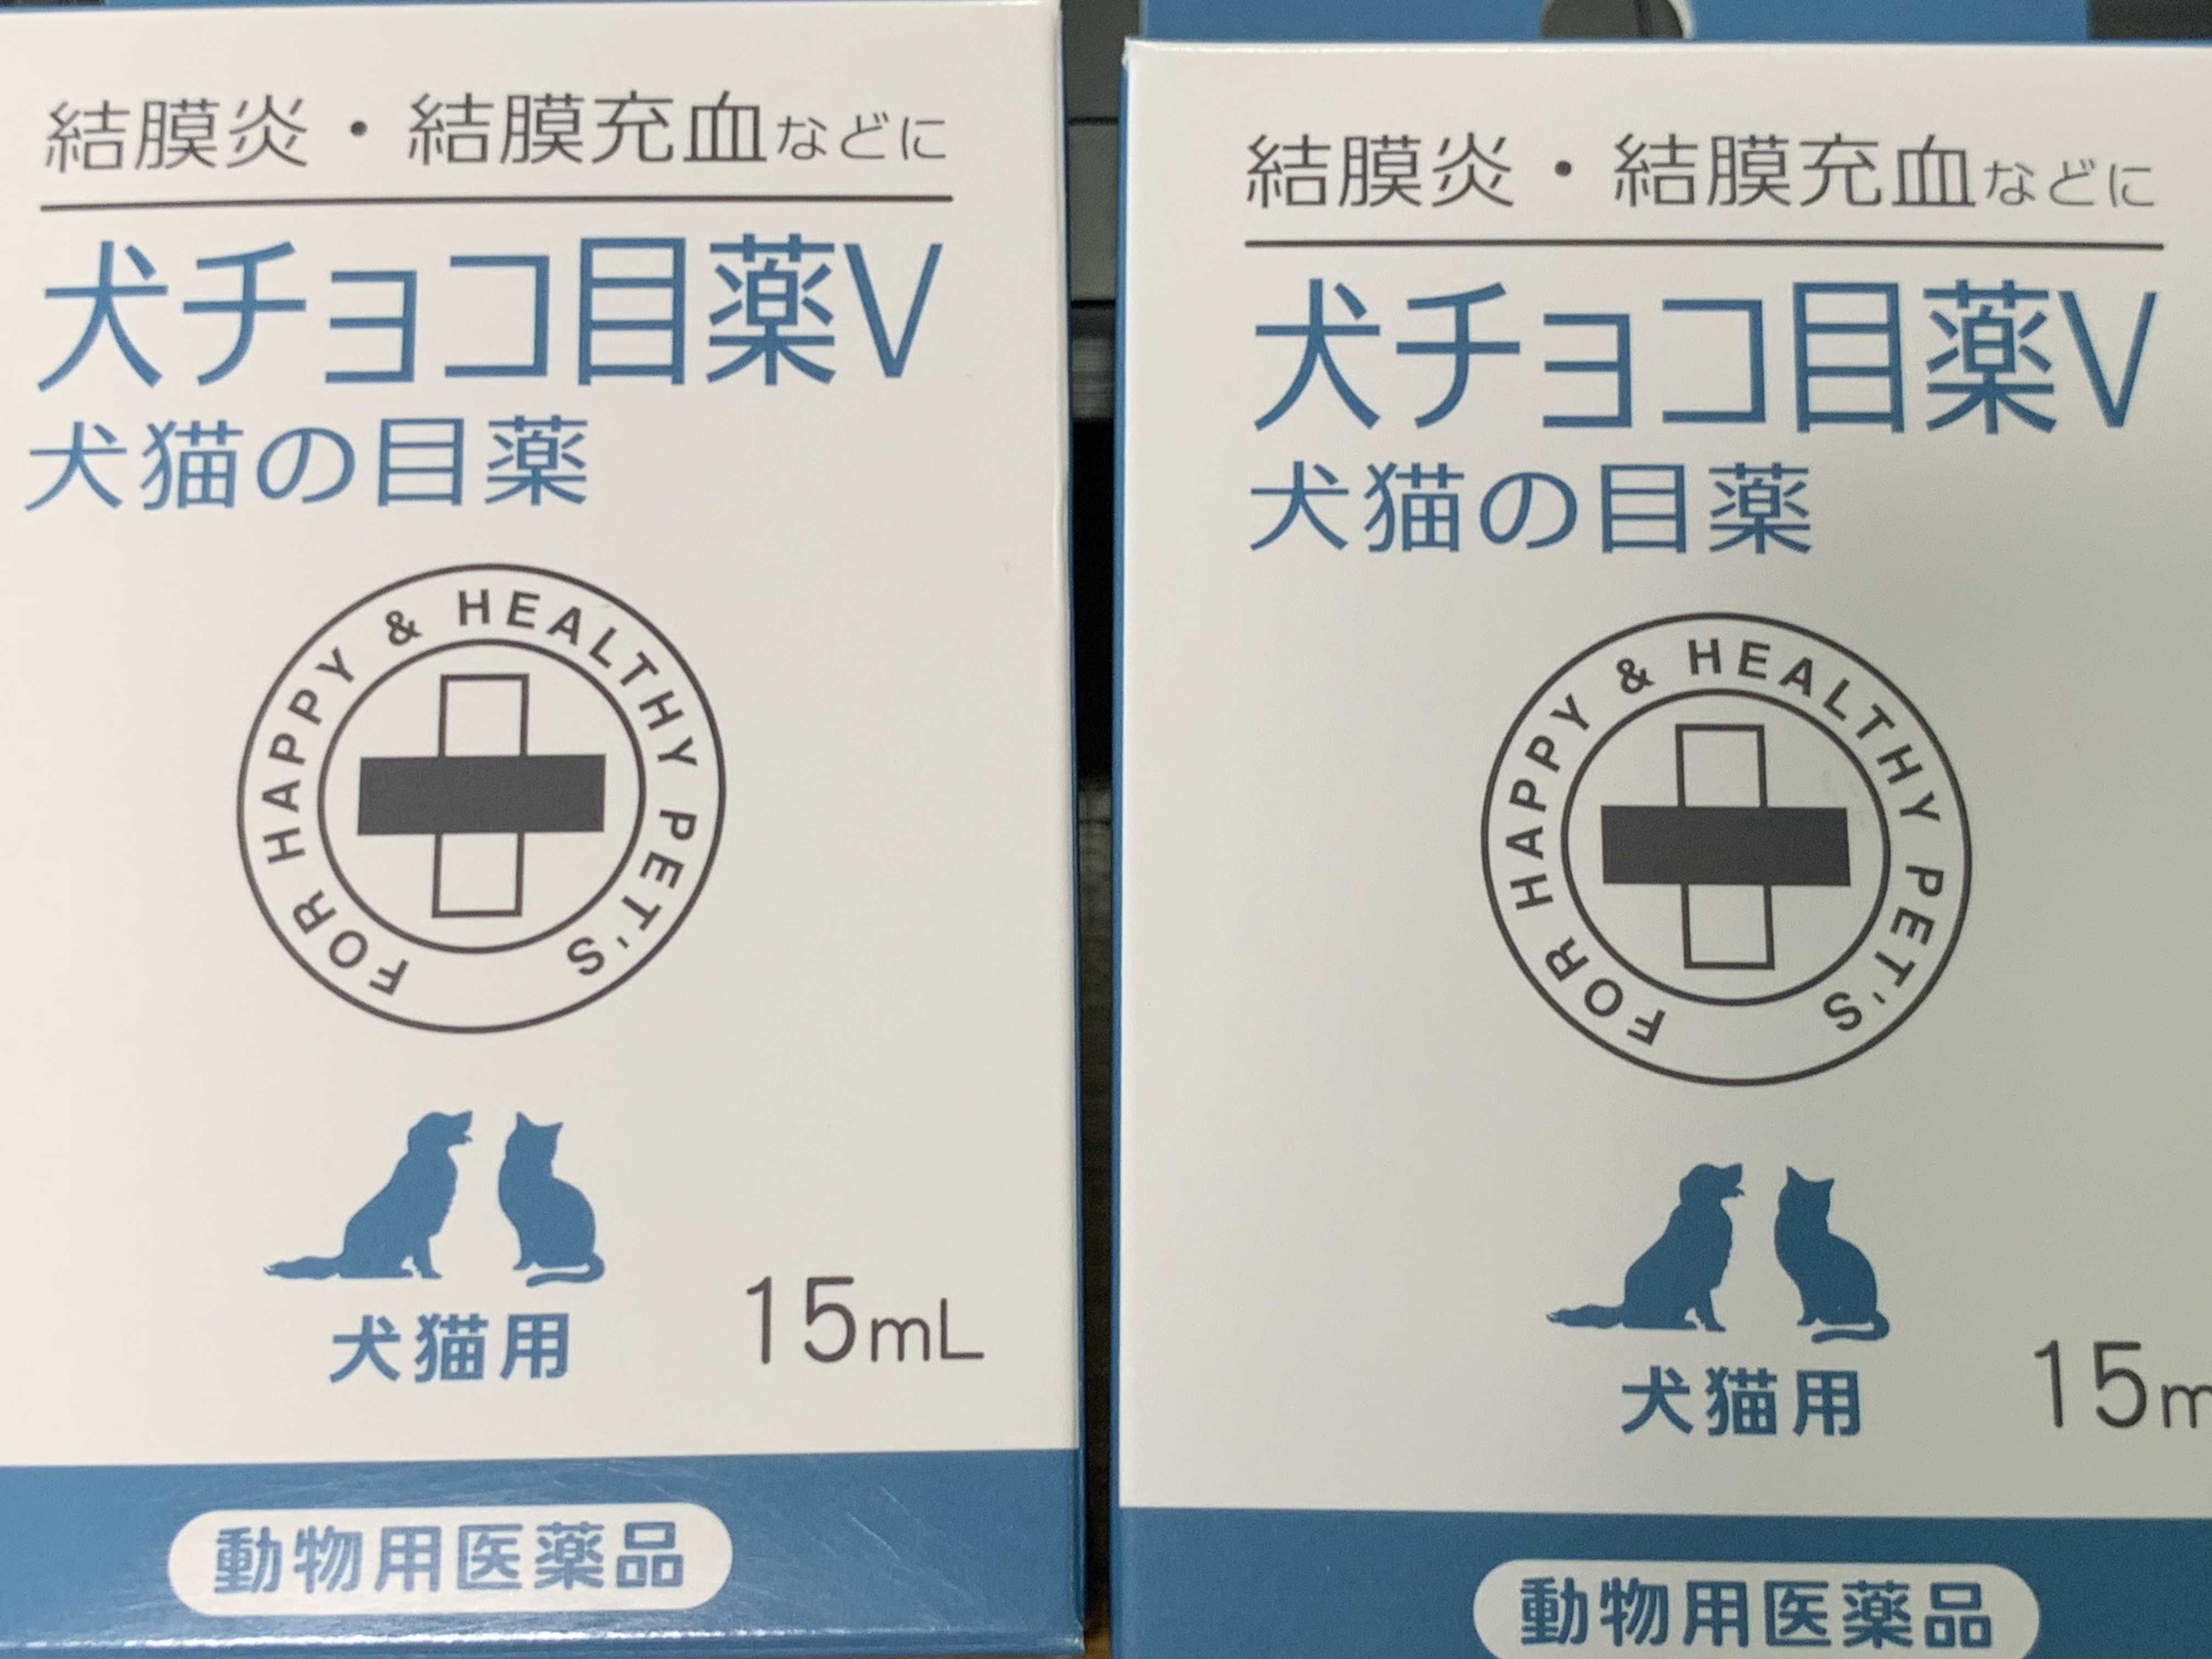 結膜炎・結膜充血などに
犬チョコ目薬V
犬猫の目薬
FOR HAPPY & HEALTHY PET'S
犬猫用
15mL
動物用医薬品
結膜炎・結膜充血などに
犬チョコ目薬V
犬猫の目薬
FOR HAPPY & HEALTHY PET'S
犬猫用
15m
動物用医薬品